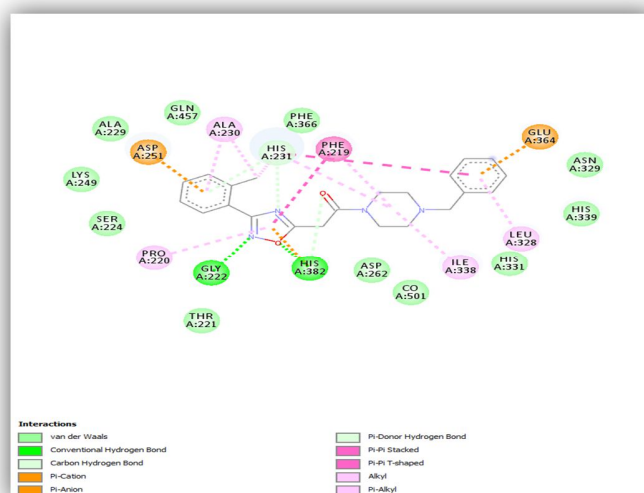 GLN
A:457
PHE
A:366
ALA
A:229
ALA
A:230
GLU
A:364
ASP
A:251
HIS
A:231
PHE
A:219
ASN
A:329
LYS
A:249
SER
A:224
O
N
N
O
N
N
HIS
A:339
PRO
A:220
GLY
A:222
HIS
A:382
ASP
A:262
CO
A:501
ILE
A:338
LEU
A:328
HIS
A:331
THR
A:221
Interactions
van der Waals
Conventional Hydrogen Bond
Carbon Hydrogen Bond
Pi-Cation
Pi-Anion
Pi-Donor Hydrogen Bond
Pi-Pi Stacked
Pi-Pi T-shaped
Alkyl
Pi-Alkyl